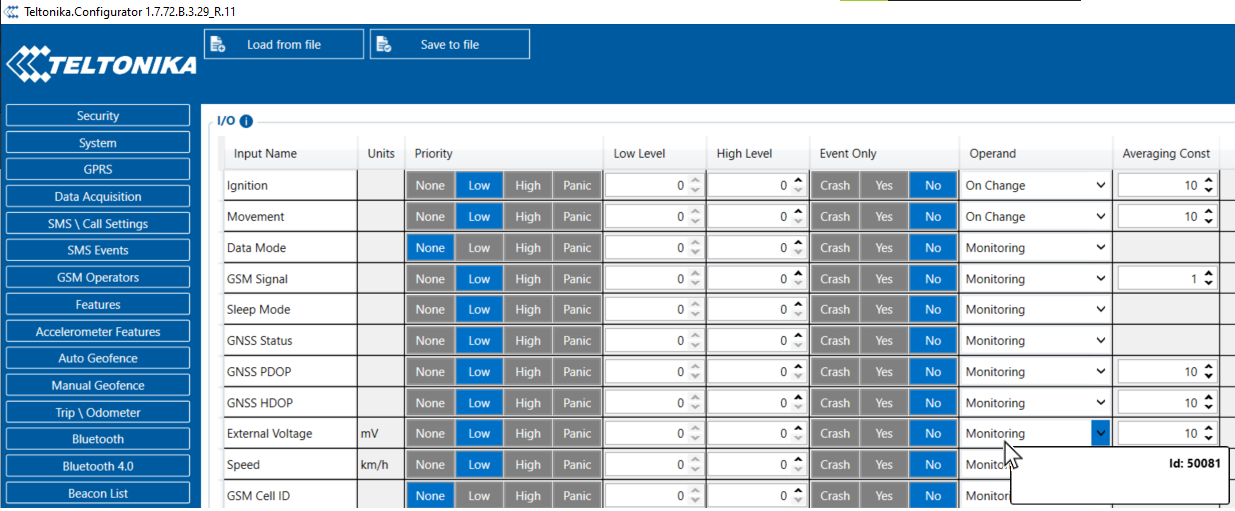 Teltonika.Configurator 1.7.72.B.3.29_R.11
TELTONIKA
Load from file Save to file
Security
System
GPRS
Data Acquisition
SMS \ Call Settings
SMS Events
GSM Operators
Features
Accelerometer Features
Auto Geofence
Manual Geofence
Trip \ Odometer
Bluetooth
Bluetooth 4.0
Beacon List
I/O i
Input Name Units Priority Low Level High Level Event Only Operand Averaging Const
Ignition None Low High Panic 0 0 Crash Yes No On Change 10
Movement None Low High Panic 0 0 Crash Yes No On Change 10
Data Mode None Low High Panic 0 0 Crash Yes No Monitoring
GSM Signal None Low High Panic 0 0 Crash Yes No Monitoring 1
Sleep Mode None Low High Panic 0 0 Crash Yes No Monitoring
GNSS Status None Low High Panic 0 0 Crash Yes No Monitoring
GNSS PDOP None Low High Panic 0 0 Crash Yes No Monitoring 10
GNSS HDOP None Low High Panic 0 0 Crash Yes No Monitoring 10
External Voltage mV None Low High Panic 0 0 Crash Yes No Monitoring 10
Speed km/h None Low High Panic 0 0 Crash Yes No Monito
GSM Cell ID None Low High Panic 0 0 Crash Yes No Monitori
Id: 50081